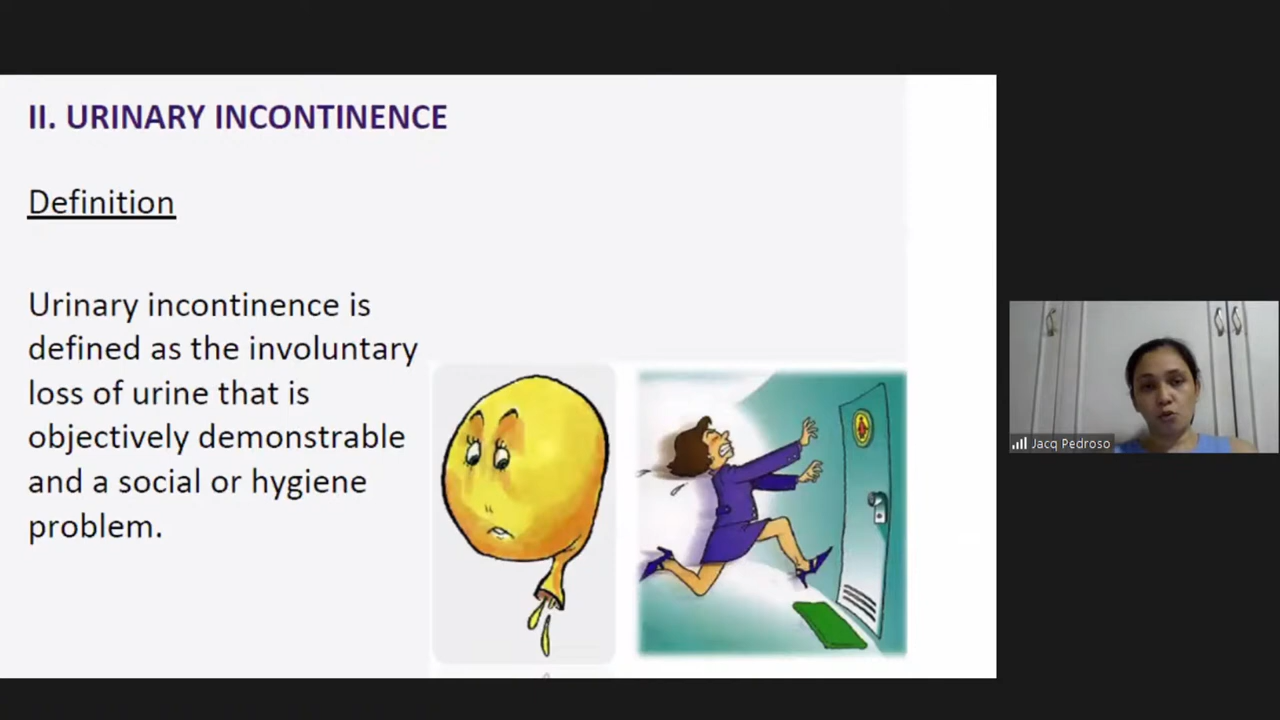 II. URINARY INCONTINENCE
Definition
Urinary incontinence is
defined as the involuntary
loss of urine that is
objectively demonstrable
and a social or hygiene
problem.
Jacq Pedroso